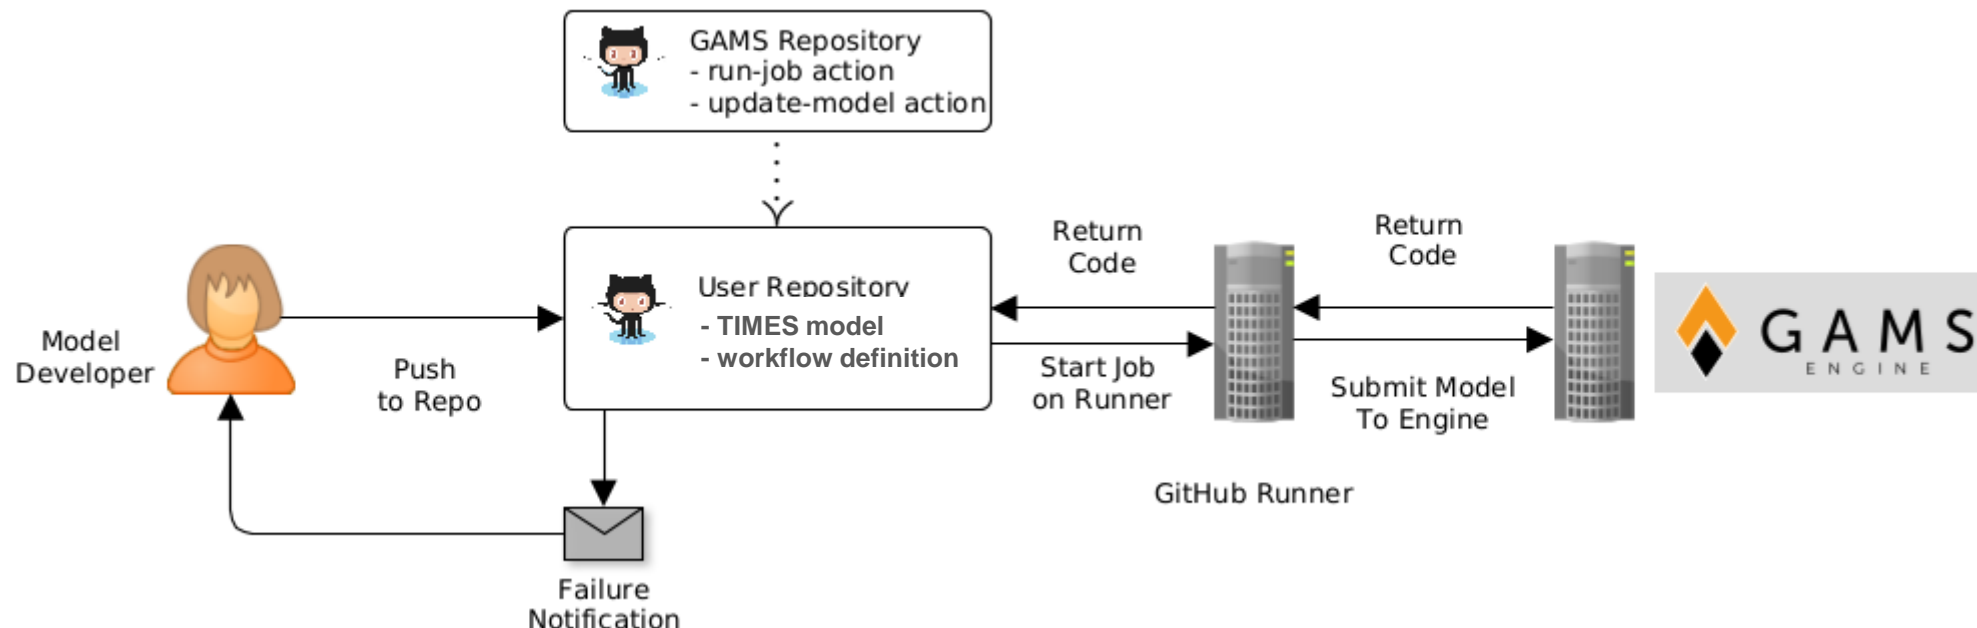 GAMS Repository
- run-job action
- update-model action
User Repository
- TIMES model
- workflow definition
Model
Developer
Push
to Repo
Return
Code
Start Job
on Runner
Return
Code
Submit Model
To Engine
GAMS
ENGINE
GitHub Runner
Failure
Notification